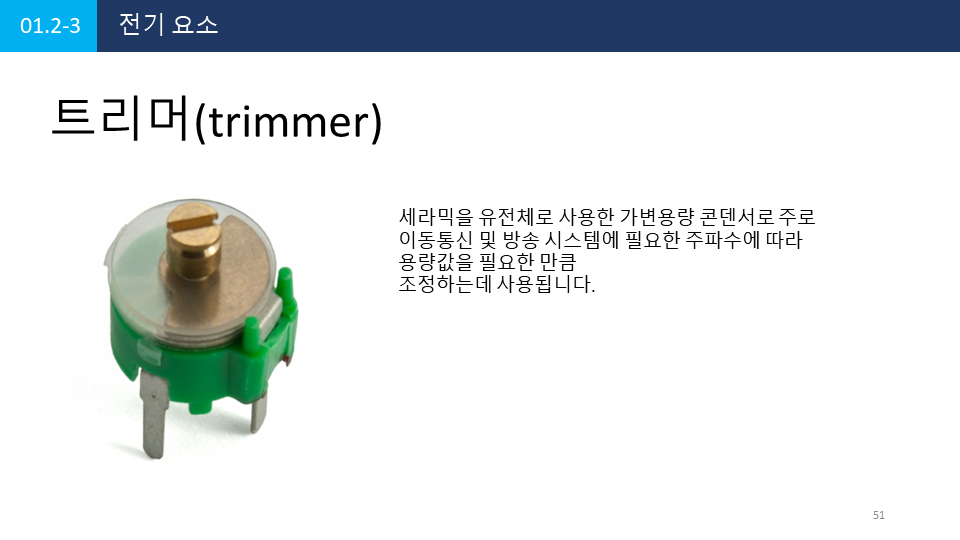 01.2-3 전기 요소
트리머(trimmer)
세라믹을 유전체로 사용한 가변용량 콘덴서로 주로
이동통신 및 방송 시스템에 필요한 주파수에 따라
용량값을 필요한 만큼
조정하는데 사용됩니다.
51